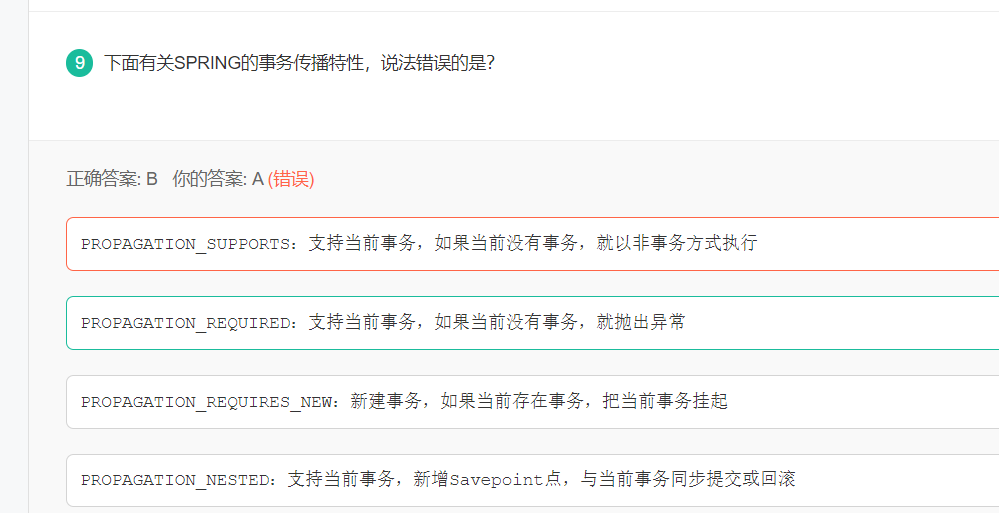 9 下面有关SPRING的事务传播特性，说法错误的是？
正确答案: B 你的答案: A (错误)
PROPAGATION_SUPPORTS：支持当前事务，如果当前没有事务，就以非事务方式执行
PROPAGATION_REQUIRED：支持当前事务，如果当前没有事务，就抛出异常
PROPAGATION_REQUIRES_NEW：新建事务，如果当前存在事务，把当前事务挂起
PROPAGATION_NESTED：支持当前事务，新增Savepoint点，与当前事务同步提交或回滚